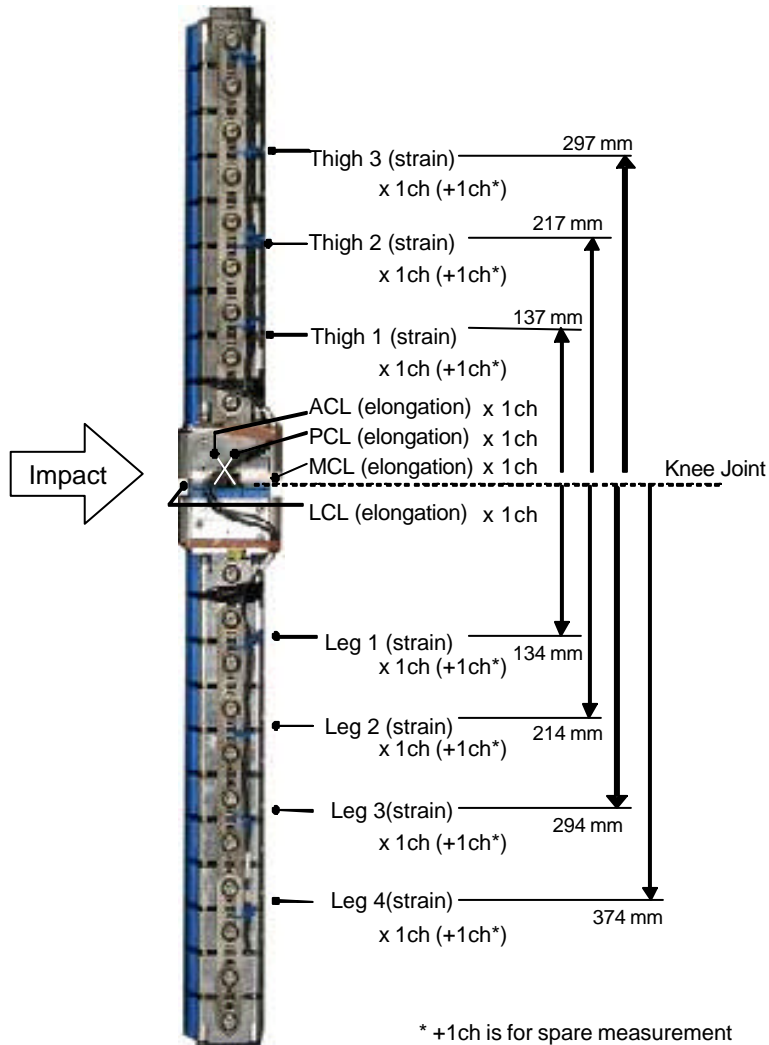 297 mm
Thigh 3 (strain)
x 1ch (+1ch*)
217 mm
Thigh 2 (strain)
x 1ch (+1ch*)
137 mm
Thigh 1 (strain)
x 1ch (+1ch*)
ACL (elongation) x 1ch
PCL (elongation) x 1ch
MCL (elongation) x 1ch
Knee Joint
Impact
LCL (elongation) x 1ch
Leg 1 (strain)
x 1ch (+1ch*)
134 mm
Leg 2 (strain)
x 1ch (+1ch*)
214 mm
Leg 3(strain)
x 1ch (+1ch*)
294 mm
Leg 4(strain)
x 1ch (+1ch*)
374 mm
* +1ch is for spare measurement